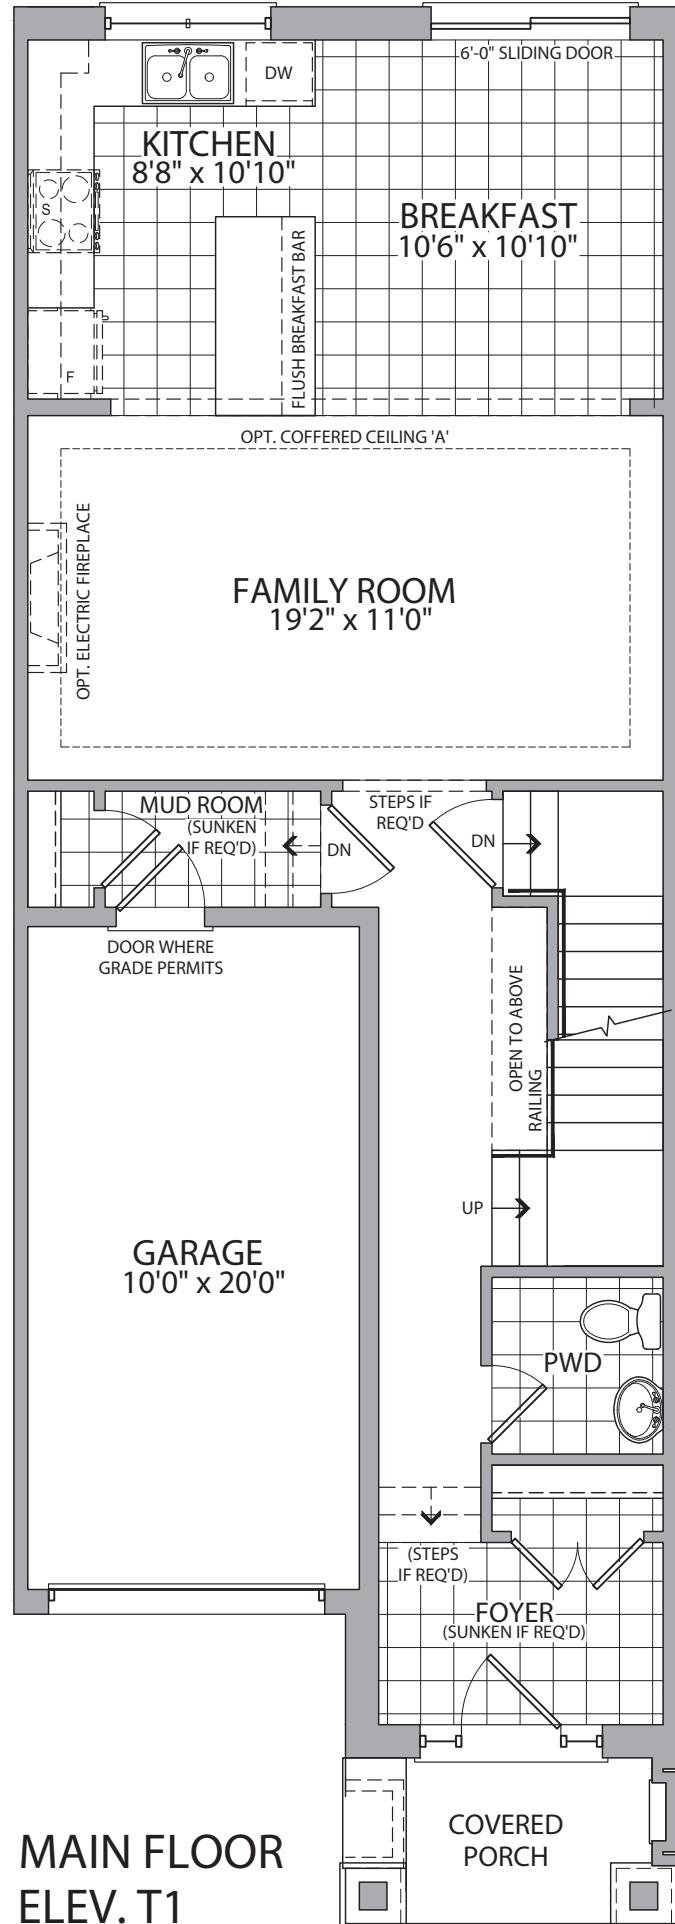 6'-0" SLIDING DOOR
DW
KITCHEN
8'8" x 10'10"
S
BREAKFAST
10'6" x 10'10"
FLUSH BREAKFAST BAR
F
OPT. COFFERED CEILING 'A'
OPT. ELECTRIC FIREPLACE
FAMILY ROOM
19'2" x 11'0"
MUD ROOM
(SUNKEN
IF REQ'D)
DN
STEPS IF
REQ'D
DN
DOOR WHERE
GRADE PERMITS
OPEN TO ABOVE
RAILING
UP
GARAGE
10'0" x 20'0"
PWD
(STEPS
IF REQ'D)
FOYER
(SUNKEN IF REQ'D)
COVERED
PORCH
MAIN FLOOR
ELEV. T1